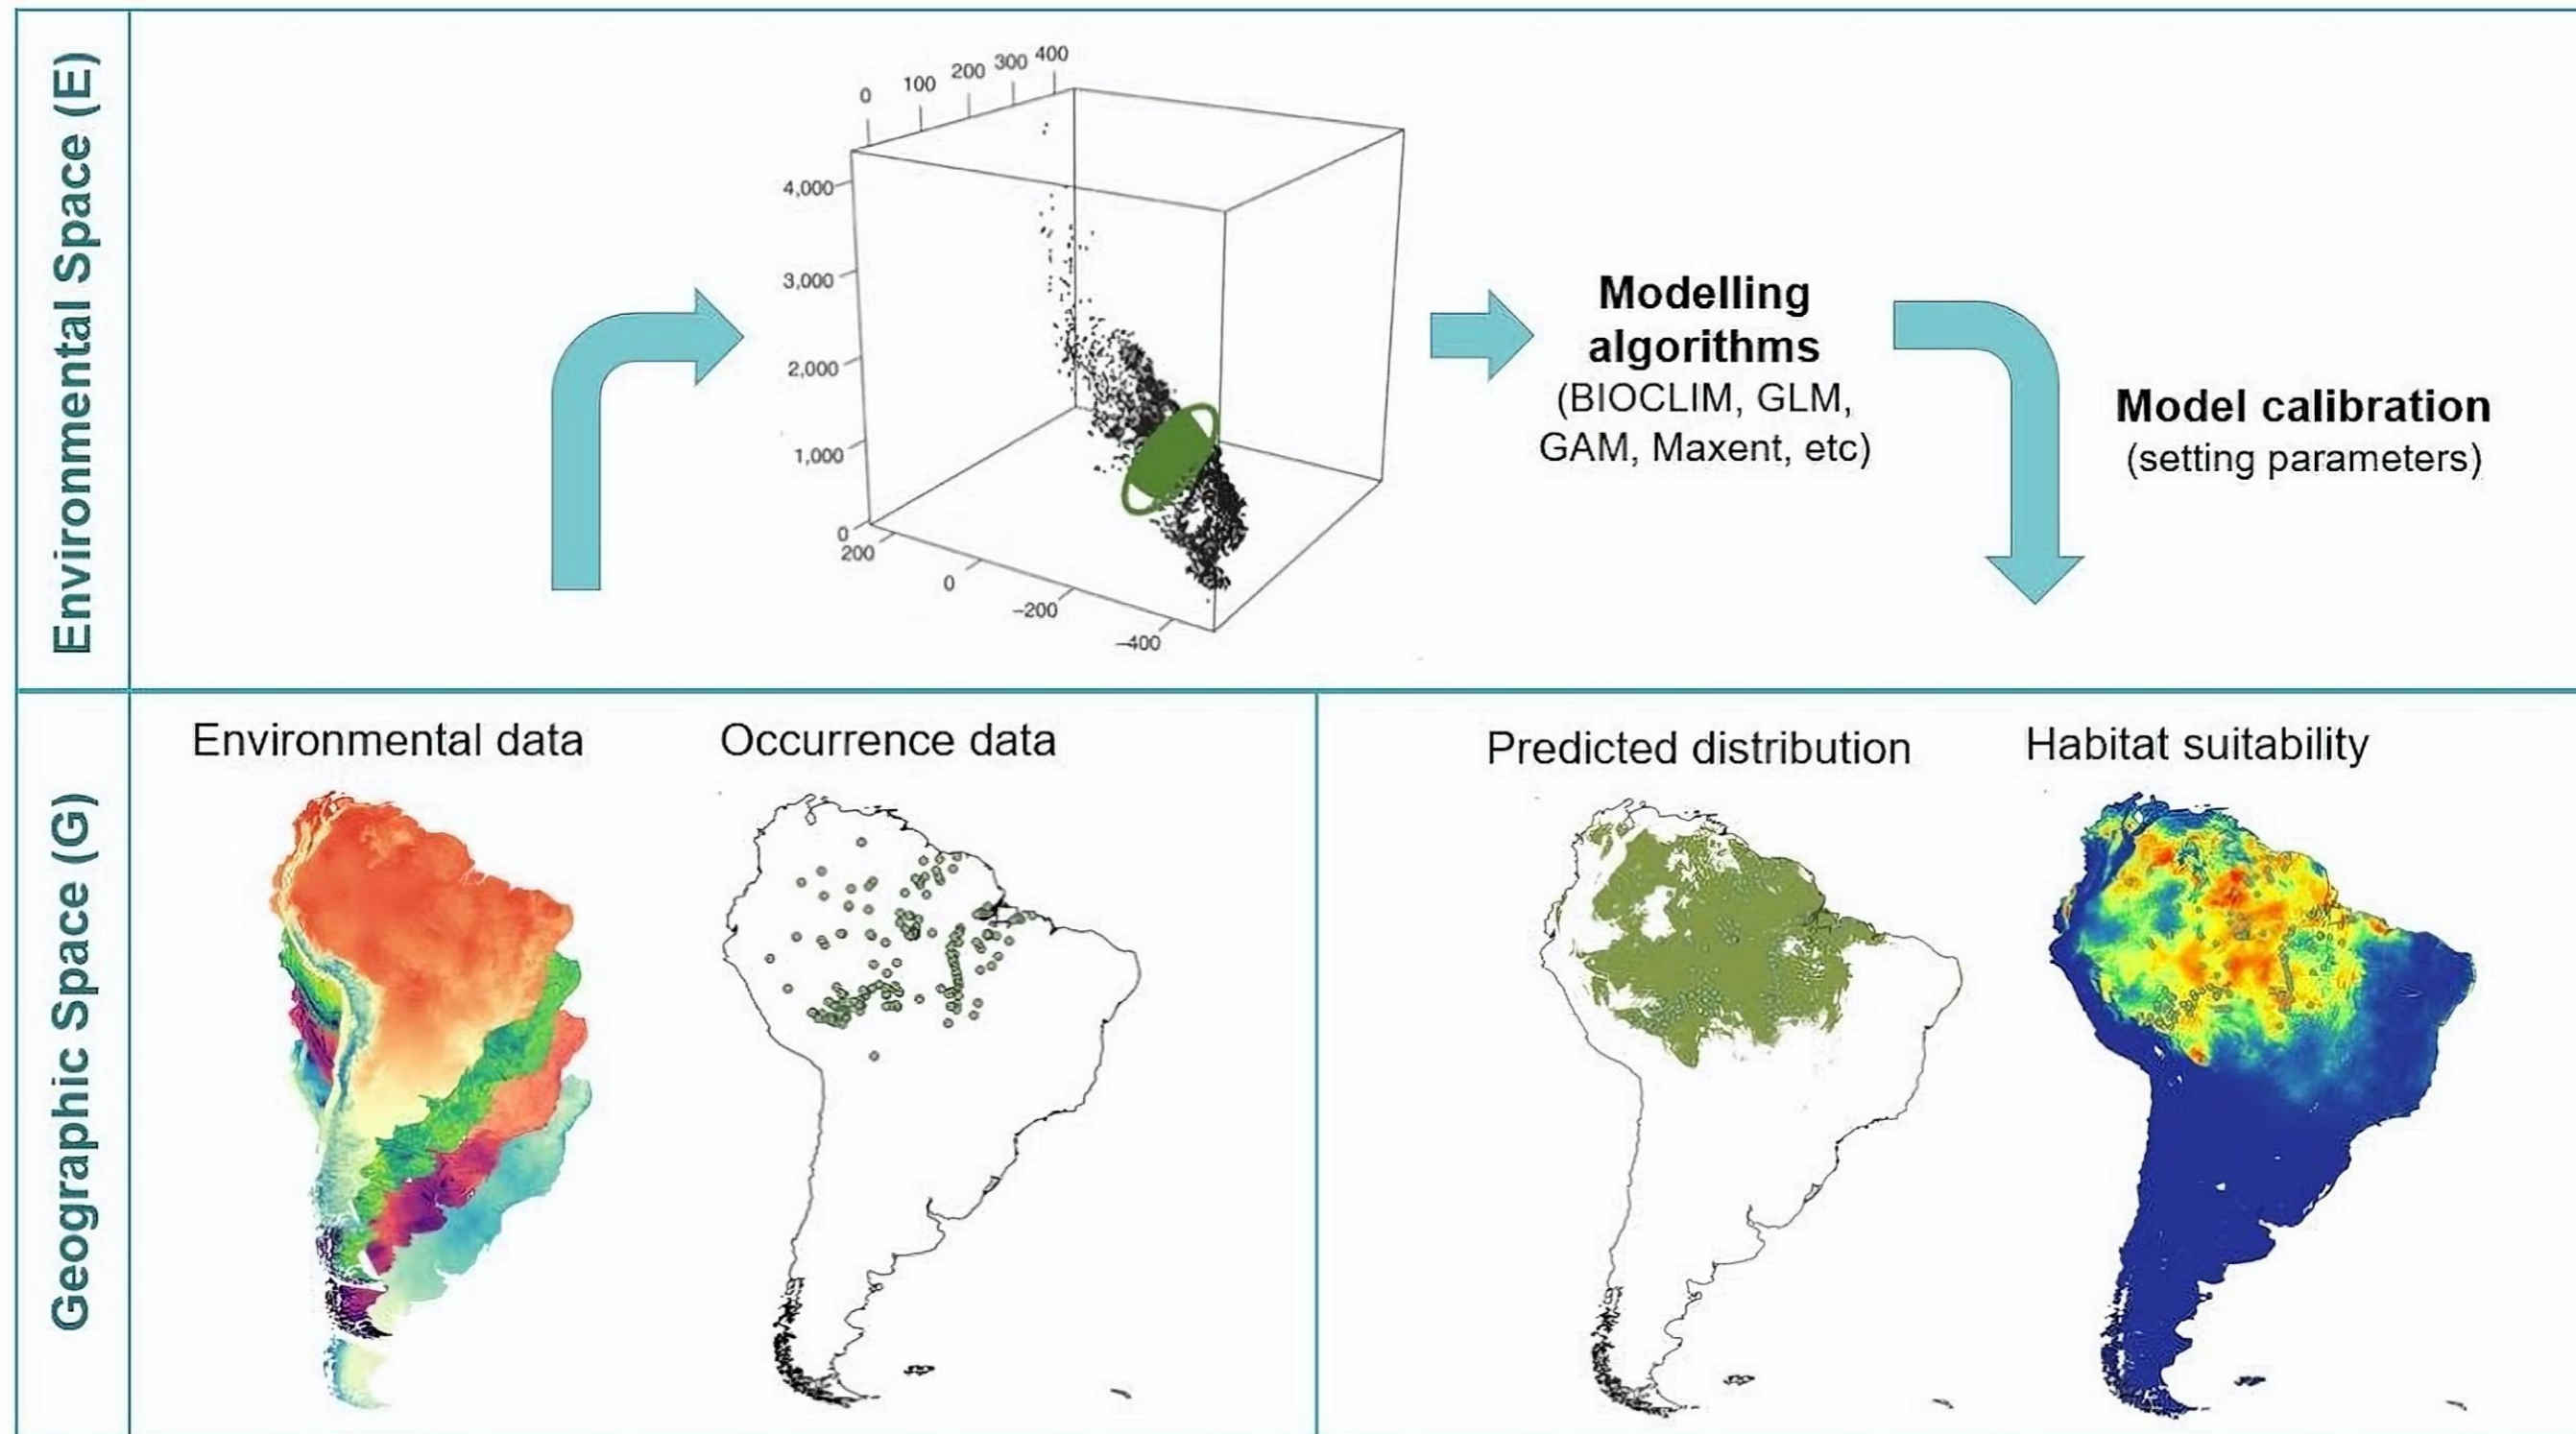 Environmental Space (E)
0 100 200 300 400
4,000
3,000
2,000
1,000
0
200
0
–200
–400
Modelling
algorithms
(BIOCLIM, GLM,
GAM, Maxent, etc)
Model calibration
(setting parameters)
Geographic Space (G)
Environmental data
Occurrence data
Predicted distribution
Habitat suitability